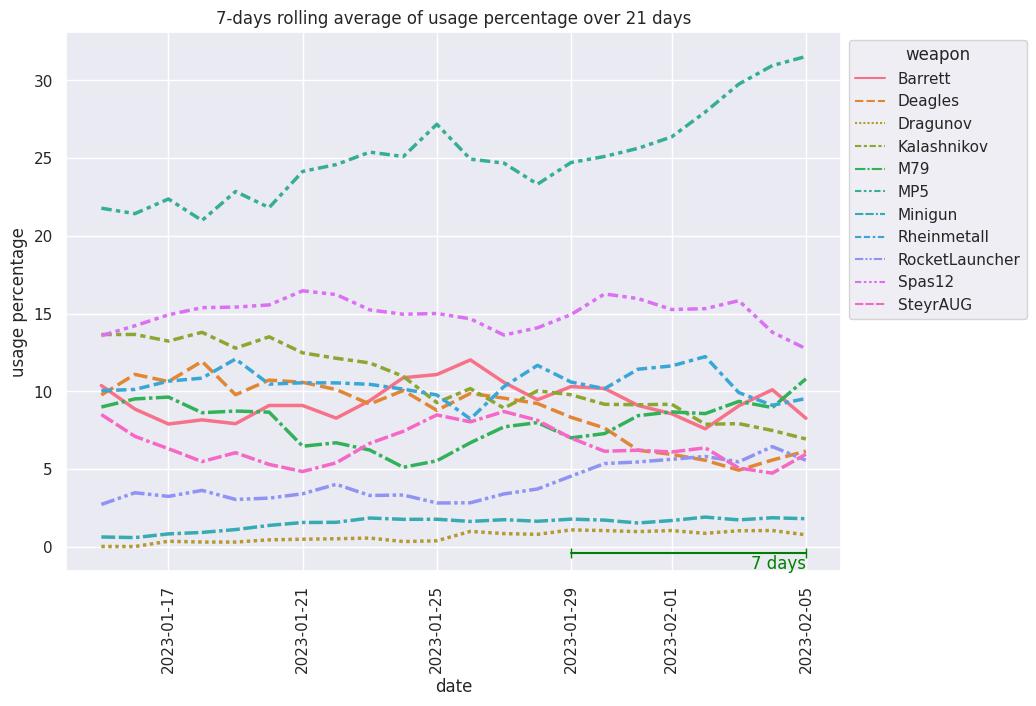 7-days rolling average of usage percentage over 21 days
usage percentage
30
25
20
15
10
5
0
7 days
2023-01-17
2023-01-21
2023-01-25
2023-01-29
2023-02-01
2023-02-05
date
weapon
Barrett
Deagles
Dragunov
Kalashnikov
M79
MP5
Minigun
Rheinmetall
RocketLauncher
Spas12
SteyrAUG